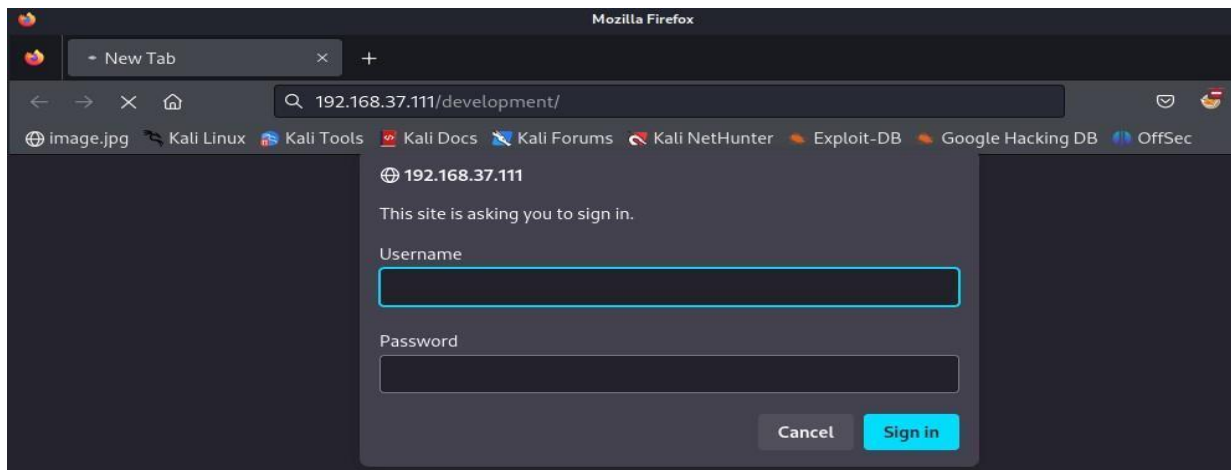 Mozilla Firefox
New Tab
192.168.37.111/development/
image.jpg Kali Linux Kali Tools Kali Docs Kali Forums Kali NetHunter Exploit-DB Google Hacking DB OffSec
192.168.37.111
This site is asking you to sign in.
Username
Password
Cancel Sign in